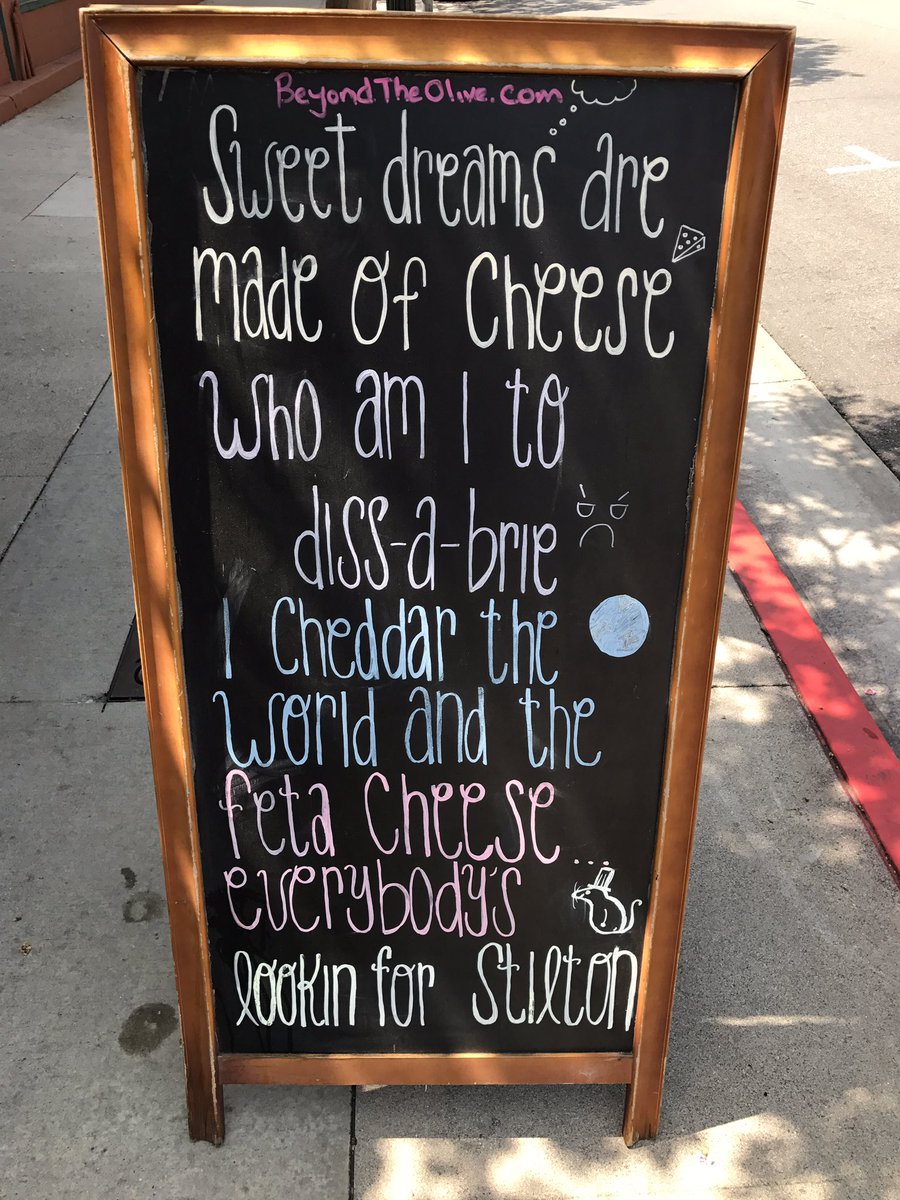 BeyondTheOlive.com
Sweet dreams are
made of cheese
who am I to
diss-a-brie
I cheddar the
world and the
feta cheese
everybody's
lookin for Stilton